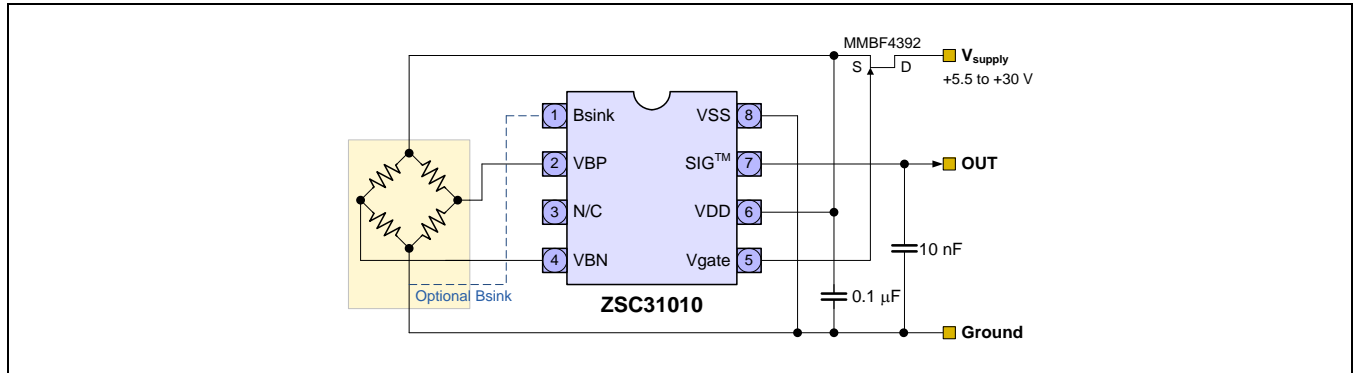 MMBF4392
S D
Vsupply
+5.5 to +30 V
1 Bsink VSS 8
2 VBP SIG™ 7
OUT
3 N/C VDD 6
4 VBN Vgate 5
10 nF
Optional Bsink
0.1 μF
ZSC31010
Ground